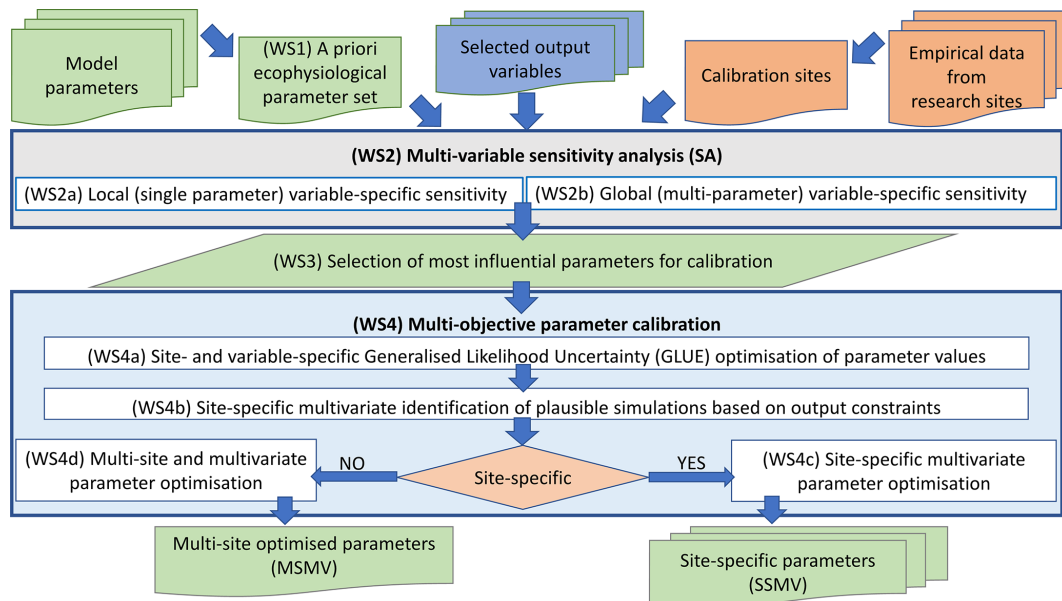 Model
parameters
(WS1) A priori
ecophysiological
parameter set
Selected output
variables
Calibration sites
Empirical data
from
research sites
(WS2) Multi-variable sensitivity analysis (SA)
(WS2a) Local (single parameter) variable-specific sensitivity
(WS2b) Global (multi-parameter) variable-specific sensitivity
(WS3) Selection of most influential parameters for calibration
(WS4) Multi-objective parameter calibration
(WS4a) Site- and variable-specific Generalised Likelihood Uncertainty (GLUE) optimisation of parameter values
(WS4b) Site-specific multivariate identification of plausible simulations based on output constraints
(WS4d) Multi-site and multivariate
parameter optimisation
NO
Site-specific
YES
(WS4c) Site-specific multivariate
parameter optimisation
Multi-site optimised parameters
(MSMV)
Site-specific parameters
(SSMV)